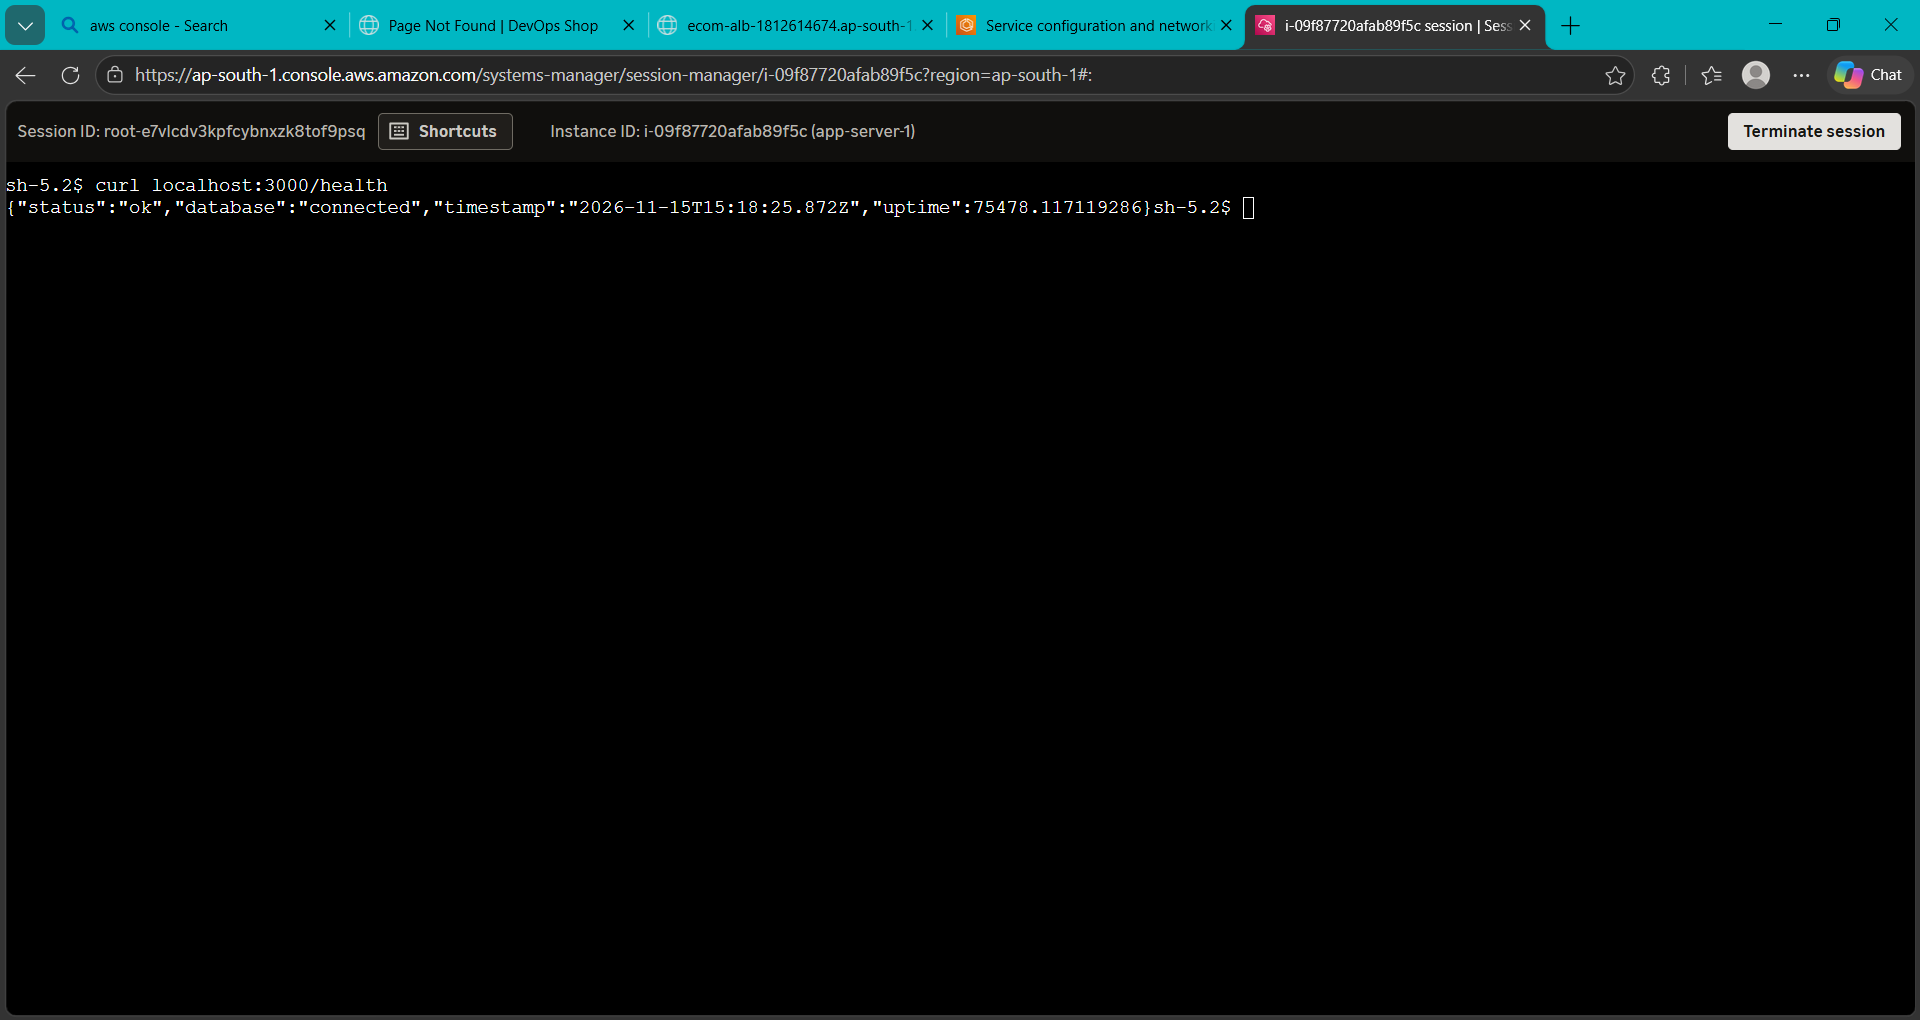 aws console - Search
Page Not Found | DevOps Shop
ecom-alb-1812614674.ap-south-1
Service configuration and network
i-09f87720afab89f5c session | Sess
https://ap-south-1.console.aws.amazon.com/systems-manager/session-manager/i-09f87720afab89f5c?region=ap-south-1#:
Chat
Session ID: root-e7vlcdv3kpfcybnxzk8tof9psq
Shortcuts
Instance ID: i-09f87720afab89f5c (app-server-1)
Terminate session
sh-5.2$ curl localhost:3000/health
{"status":"ok","database":"connected","timestamp":"2026-11-15T15:18:25.872Z","uptime":75478.117119286}sh-5.2$